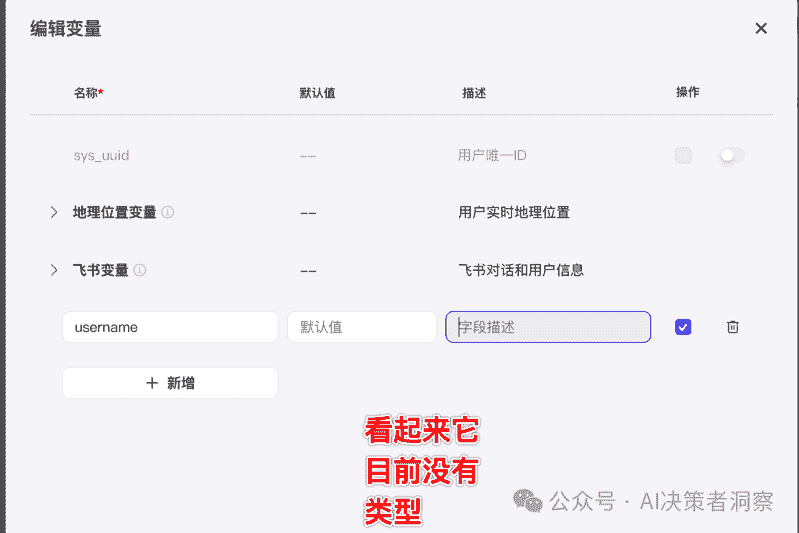 编辑变量
名称* 默认值 描述 操作
sys_uuid -- 用户唯一ID
地理位置变量 -- 用户实时地理位置
飞书变量 -- 飞书对话和用户信息
username 默认值 字段描述
+ 新增
看起来它
目前没有
类型
公众号 · AI决策者洞察